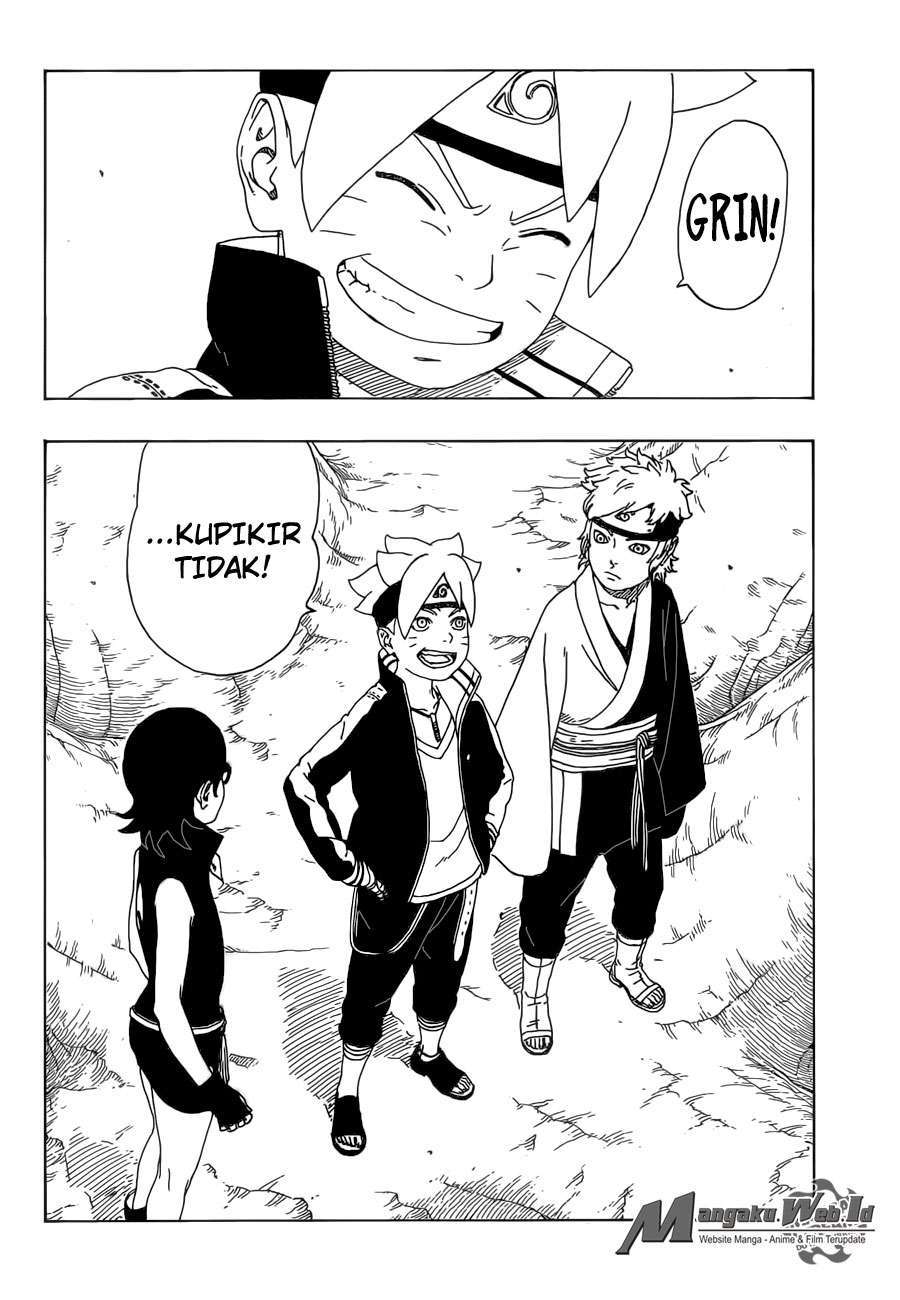 GRIN!
...KUPIKIR
TIDAK!
Mangaku.Web.Id
Website Manga - Anime & Film Terupdate